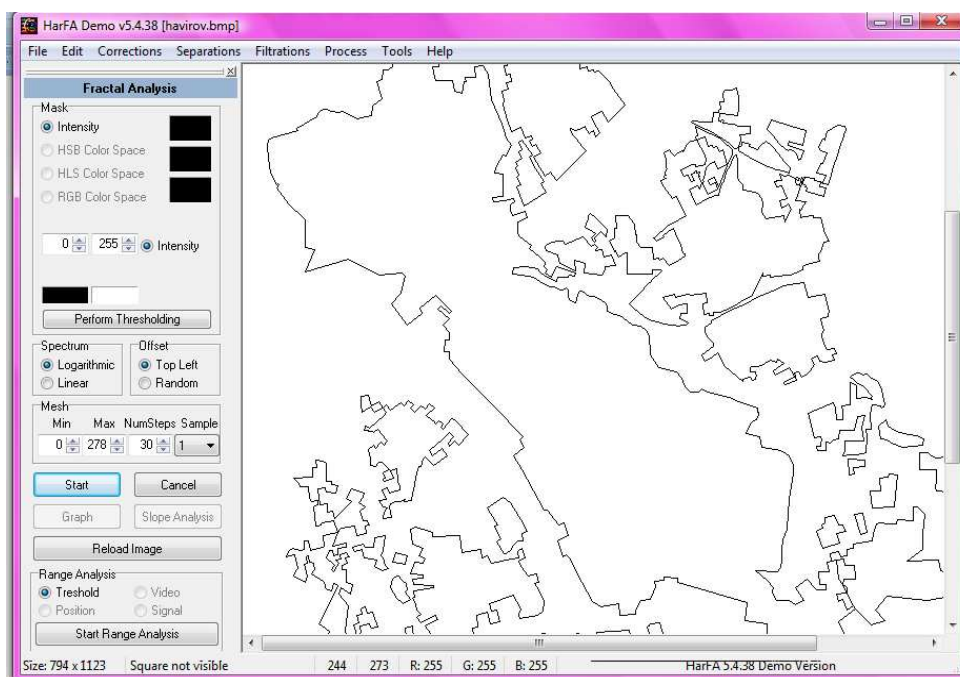 HarFA Demo v5.4.38 [havirov.bmp]
File Edit Corrections Separations Filtrations Process Tools Help
Fractal Analysis
Mask
Intensity
HSB Color Space
HLS Color Space
RGB Color Space
0 255 Intensity
Perform Thresholding
Spectrum Offset
Logarithmic Top Left
Linear Random
Mesh
Min Max NumSteps Sample
0 278 30 1
Start Cancel
Graph Slope Analysis
Reload Image
Range Analysis
Treshold Video
Position Signal
Start Range Analysis
Size: 794 x 1123 Square not visible 244 273 R: 255 G: 255 B: 255 HarFA 5.4.38 Demo Version